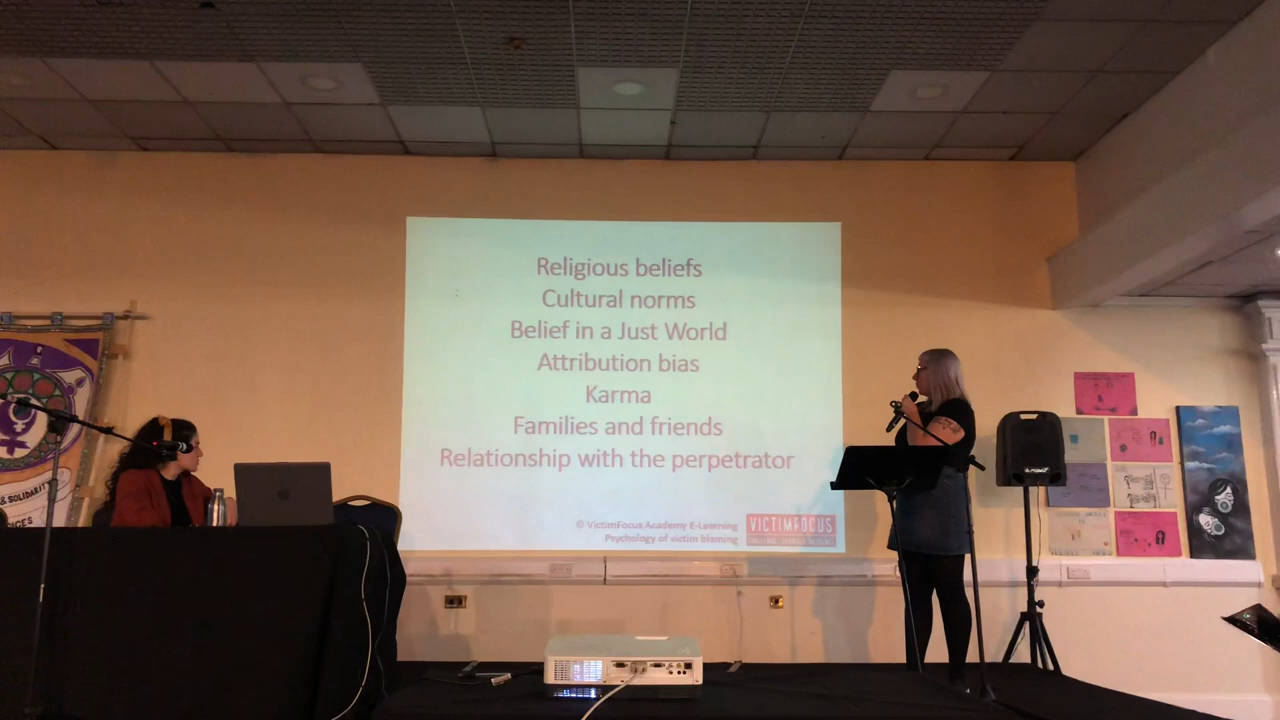 Religious beliefs
Cultural norms
Belief in a Just World
Attribution bias
Karma
Families and friends
Relationship with the perpetrator
© VictimFocus Academy E-Learning
Psychology of victim blaming
VICTIMFOCUS
& SOLIDARITY